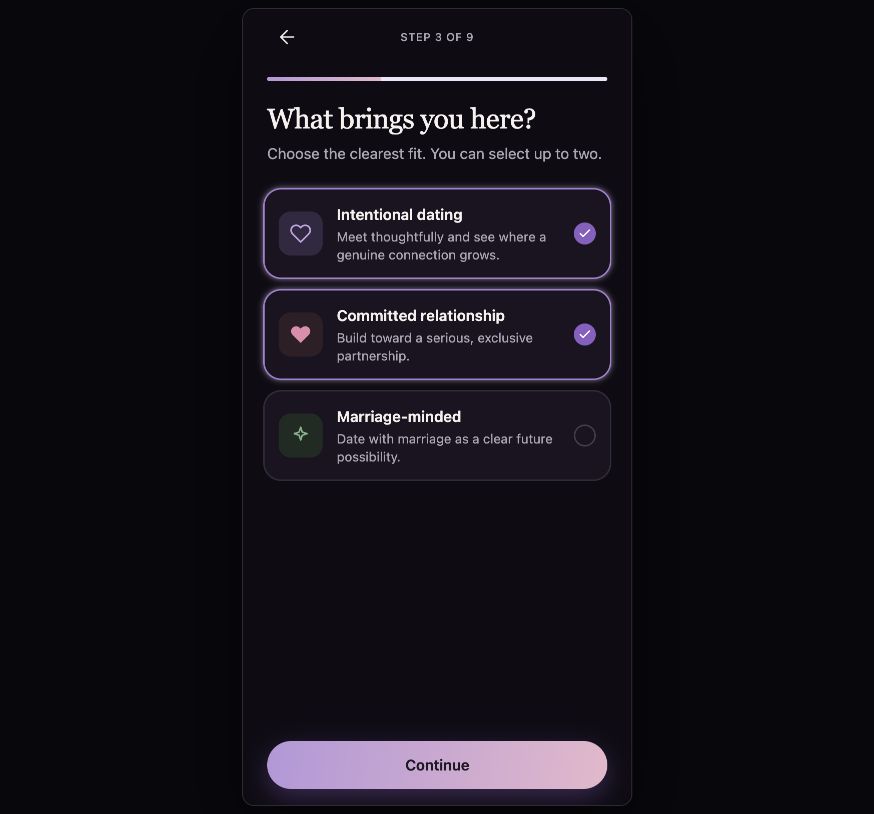 STEP 3 OF 9
What brings you here?
Choose the clearest fit. You can select up to two.
Intentional dating
Meet thoughtfully and see where a
genuine connection grows.
Committed relationship
Build toward a serious, exclusive
partnership.
Marriage-minded
Date with marriage as a clear future
possibility.
Continue